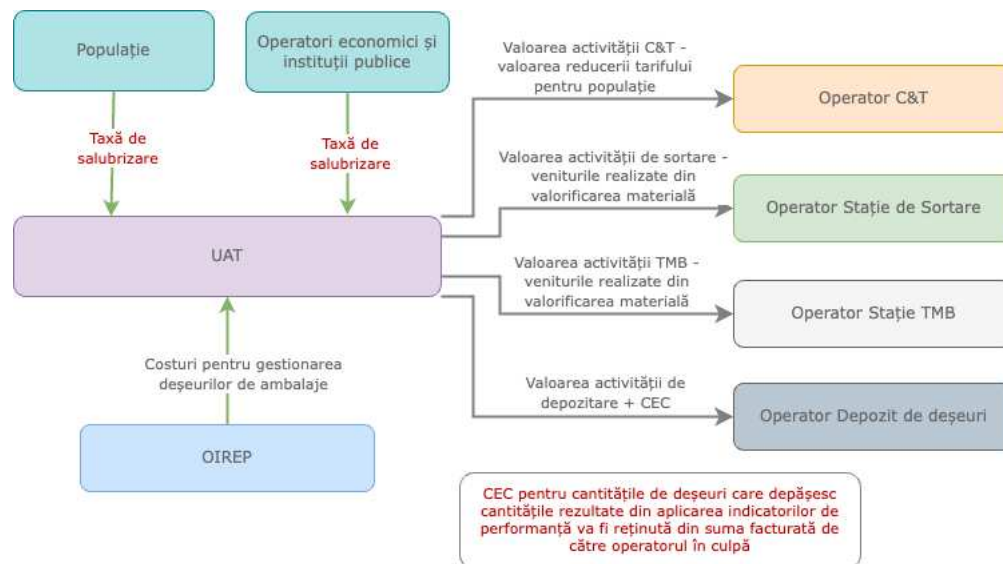 Populație
Operatori economici și
instituții publice
Taxă de
salubrizare
Taxă de
salubrizare
UAT
Costuri pentru gestionarea
deșeurilor de ambalaje
OIREP
Valoarea activității C&T -
valoarea reducerii tarifului
pentru populație
Operator C&T
Valoarea activității de sortare -
veniturile realizate din
valorificarea materială
Operator Stație de Sortare
Valoarea activității TMB -
veniturile realizate din
valorificarea materială
Operator Stație TMB
Valoarea activității de
depozitare + CEC
Operator Depozit de deșeuri
CEC pentru cantitățile de deșeuri care depășesc
cantitățile rezultate din aplicarea indicatorilor de
performanță va fi reținută din suma facturată de
către operatorul în culpă